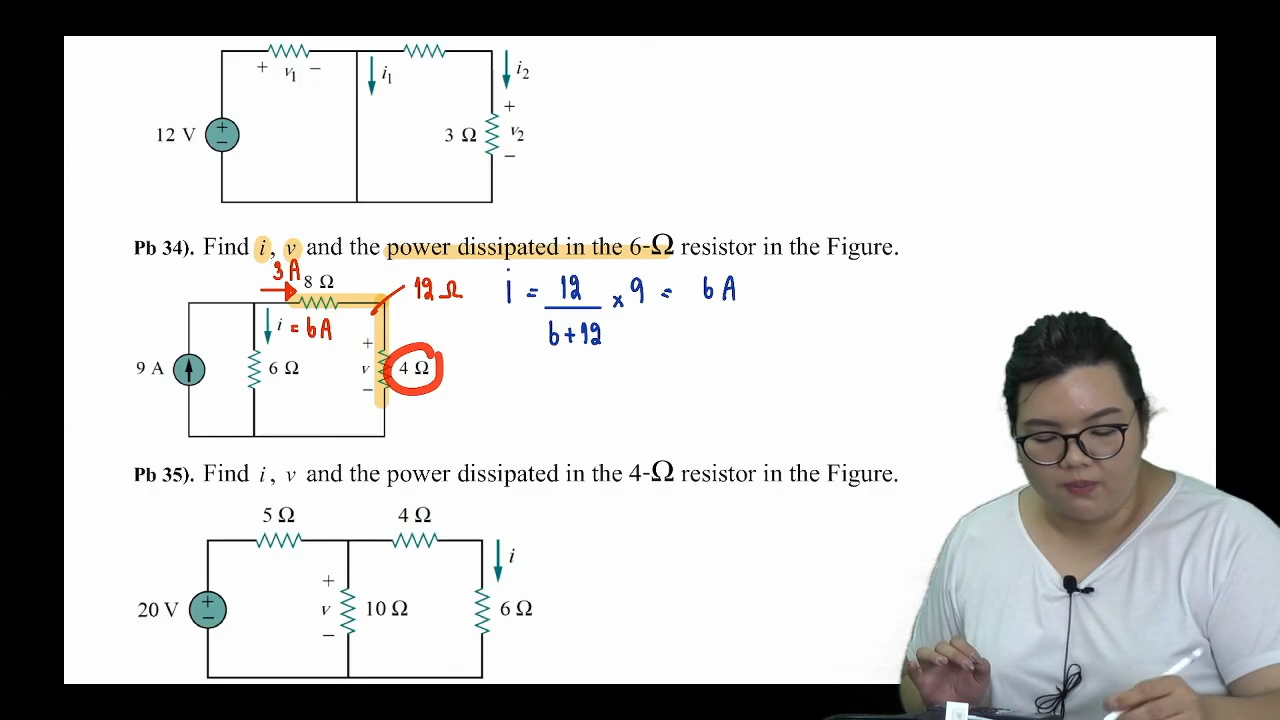 + v₁ −
i₁
i₂
12 V
+
−
3 Ω
+
v₂
−
Pb 34). Find i, v and the power dissipated in the 6-Ω resistor in the Figure.
3 A
8 Ω
12 Ω
i = 12 / 6+12 × 9 = 6 A
i = 6A
+
9 A
6 Ω
v
4 Ω
−
Pb 35). Find i, v and the power dissipated in the 4-Ω resistor in the Figure.
5 Ω
4 Ω
i
+
20 V
+
−
v
10 Ω
6 Ω
−